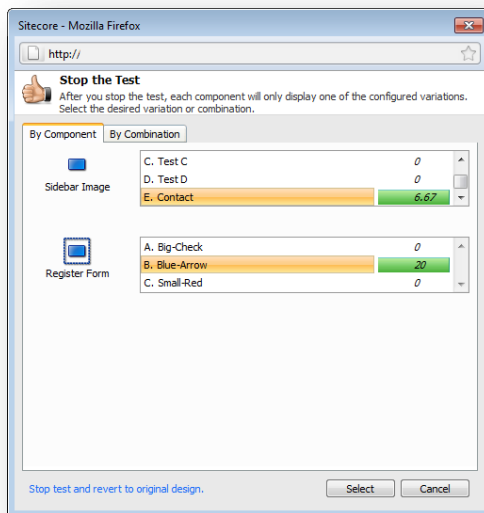 Sitecore - Mozilla Firefox
http://
Stop the Test
After you stop the test, each component will only display one of the configured variations.
Select the desired variation or combination.
By Component By Combination
Sidebar Image
C. Test C 0
D. Test D 0
E. Contact 6.67
Register Form
A. Big-Check 0
B. Blue-Arrow 20
C. Small-Red 0
Stop test and revert to original design. Select Cancel